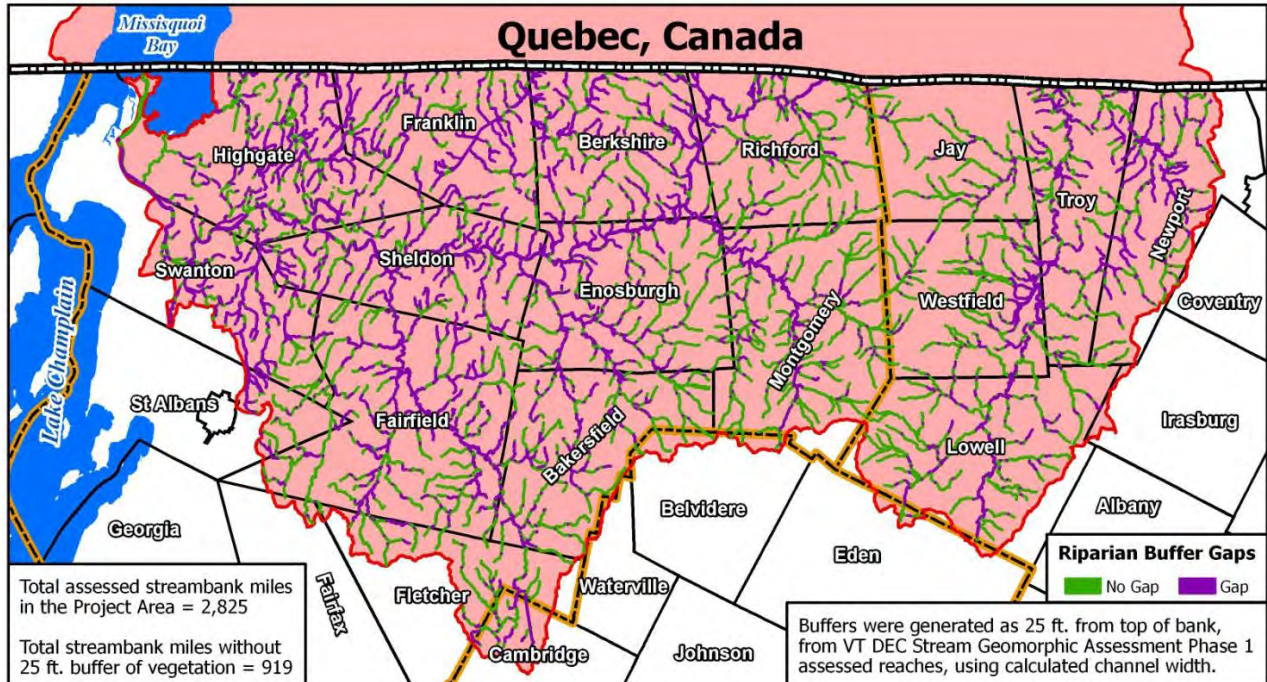 Missisquoi
Bay
Quebec, Canada
Franklin
Berkshire
Richford
Jay
Highgate
Troy
Newport
Sheldon
Swanton
Enosburgh
Westfield
Coventry
Montgomery
Lake Champlain
St Albans
Fairfield
Bakersfield
Irasburg
Lowell
Belvidere
Albany
Georgia
Eden
Fairfax
Fletcher
Waterville
Cambridge
Johnson
Riparian Buffer Gaps
No Gap Gap
Total assessed streambank miles
in the Project Area = 2,825
Total streambank miles without
25 ft. buffer of vegetation = 919
Buffers were generated as 25 ft. from top of bank,
from VT DEC Stream Geomorphic Assessment Phase 1
assessed reaches, using calculated channel width.